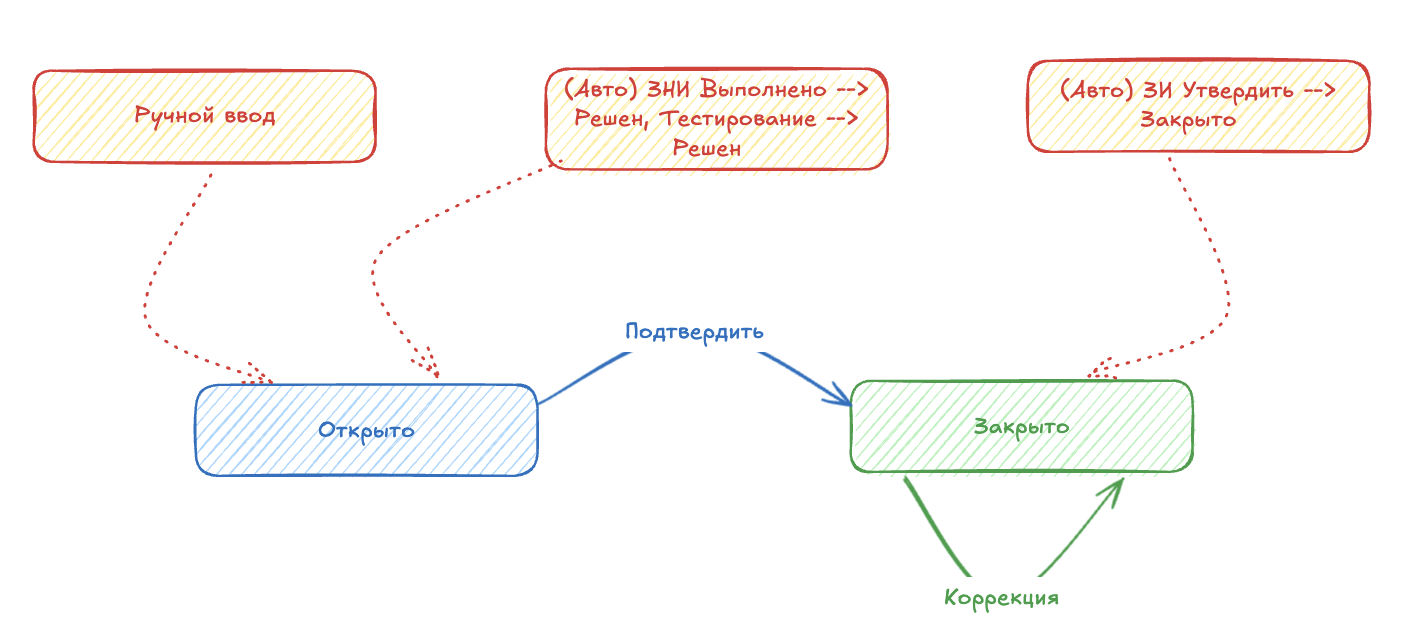 Ручной ввод
(Авто) ЗНИ Выполнено -->
Решен, Тестирование -->
Решен
(Авто) ЗИ Утвердить -->
Закрыто
Подтвердить
Открыто
Закрыто
Коррекция